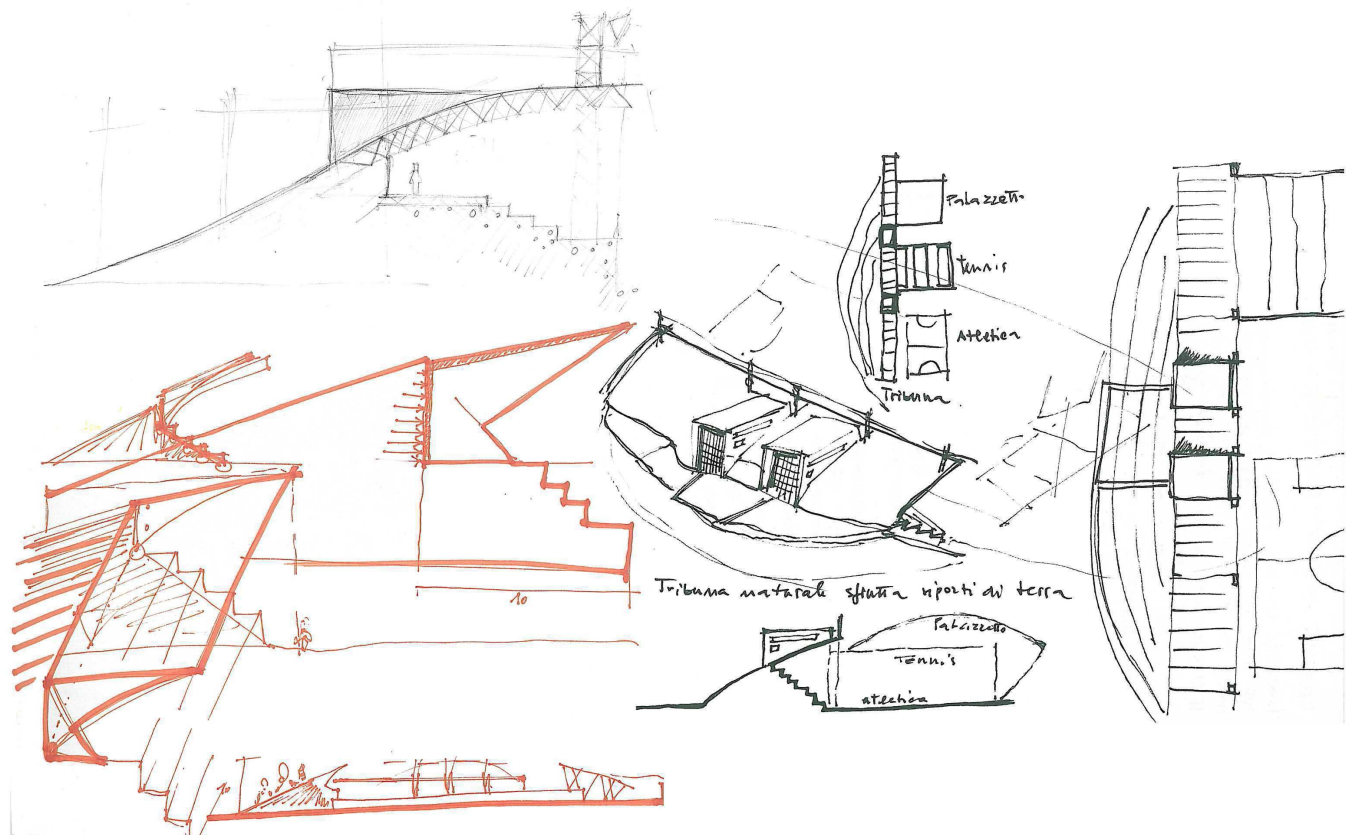 Palazzetto
tennis
Atletica
Tribuna
10
Tribuna naturale sfrutta riporti di terra
Palazzetto
TENNIS
atletica
10